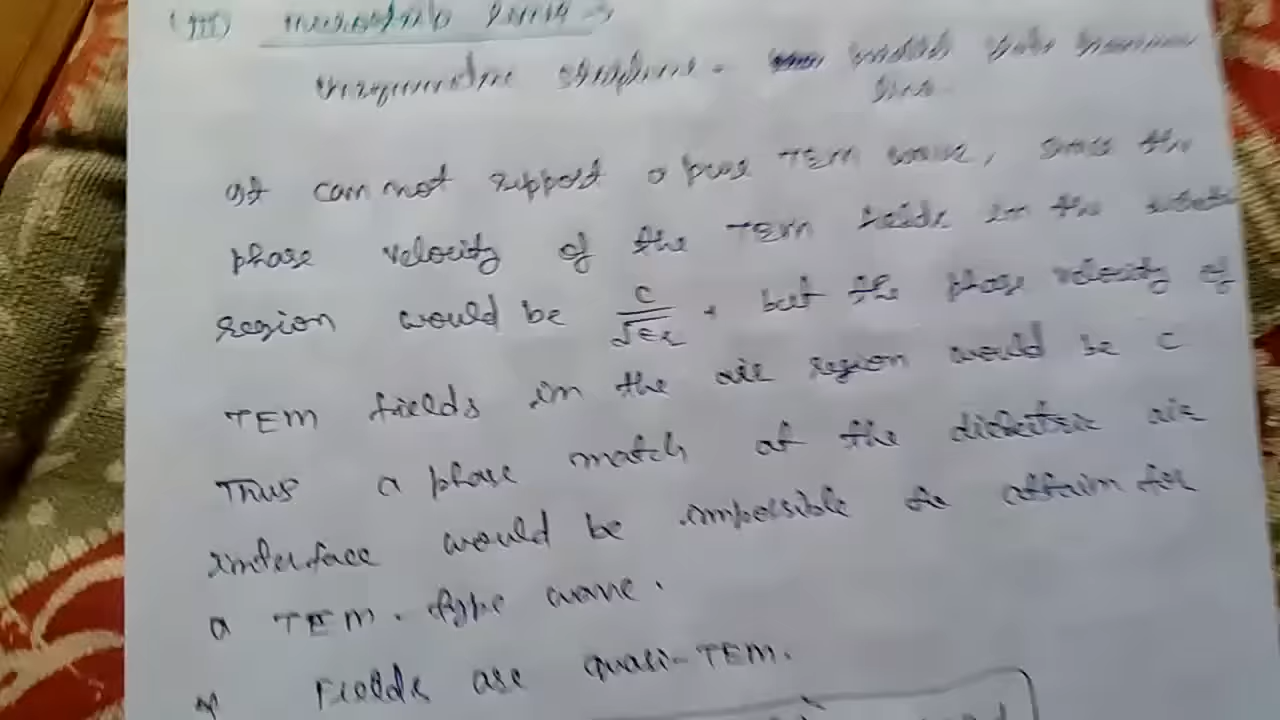 (III)
It can not support a pure TEM wave, since the
phase velocity of the TEM fields in the
region would be C/√εr, but the phase velocity of
TEM fields in the air region would be C
Thus a phase match at the dielectric air
interface would be impossible to attain for
a TEM-type wave.
* Fields are quasi-TEM.